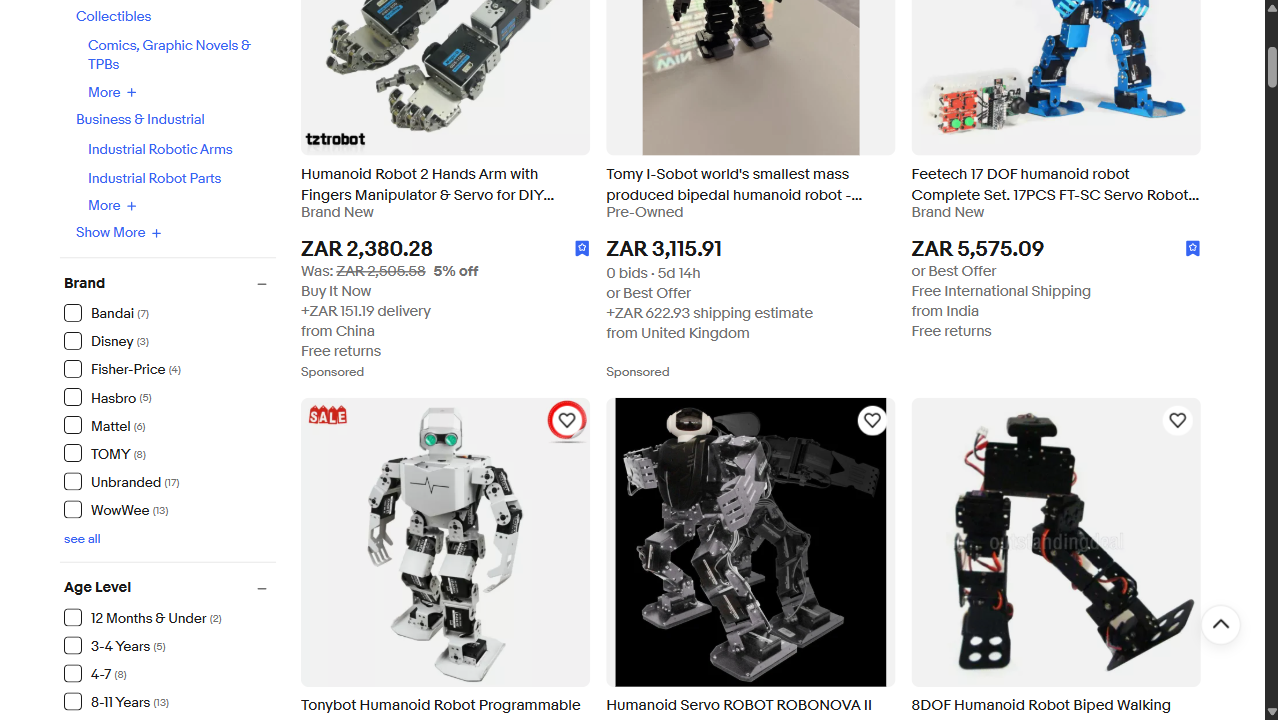 Collectibles
Comics, Graphic Novels &
TPBs
More +
Business & Industrial
Industrial Robotic Arms
Industrial Robot Parts
More +
Show More +
Brand
Bandai (7)
Disney (3)
Fisher-Price (4)
Hasbro (5)
Mattel (6)
TOMY (8)
Unbranded (17)
WowWee (13)
see all
Age Level
12 Months & Under (2)
3-4 Years (5)
4-7 (8)
8-11 Years (13)
tztrobot
Humanoid Robot 2 Hands Arm with
Fingers Manipulator & Servo for DIY...
Brand New
ZAR 2,380.28
Was: ZAR 2,505.58 5% off
Buy It Now
+ZAR 151.19 delivery
from China
Free returns
Sponsored
Tomy I-Sobot world's smallest mass
produced bipedal humanoid robot -...
Pre-Owned
ZAR 3,115.91
0 bids · 5d 14h
or Best Offer
+ZAR 622.93 shipping estimate
from United Kingdom
Sponsored
Feetech 17 DOF humanoid robot
Complete Set. 17PCS FT-SC Servo Robot...
Brand New
ZAR 5,575.09
or Best Offer
Free International Shipping
from India
Free returns
SALE
Tonybot Humanoid Robot Programmable
Humanoid Servo ROBOT ROBONOVA II
outstandingdeal
8DOF Humanoid Robot Biped Walking